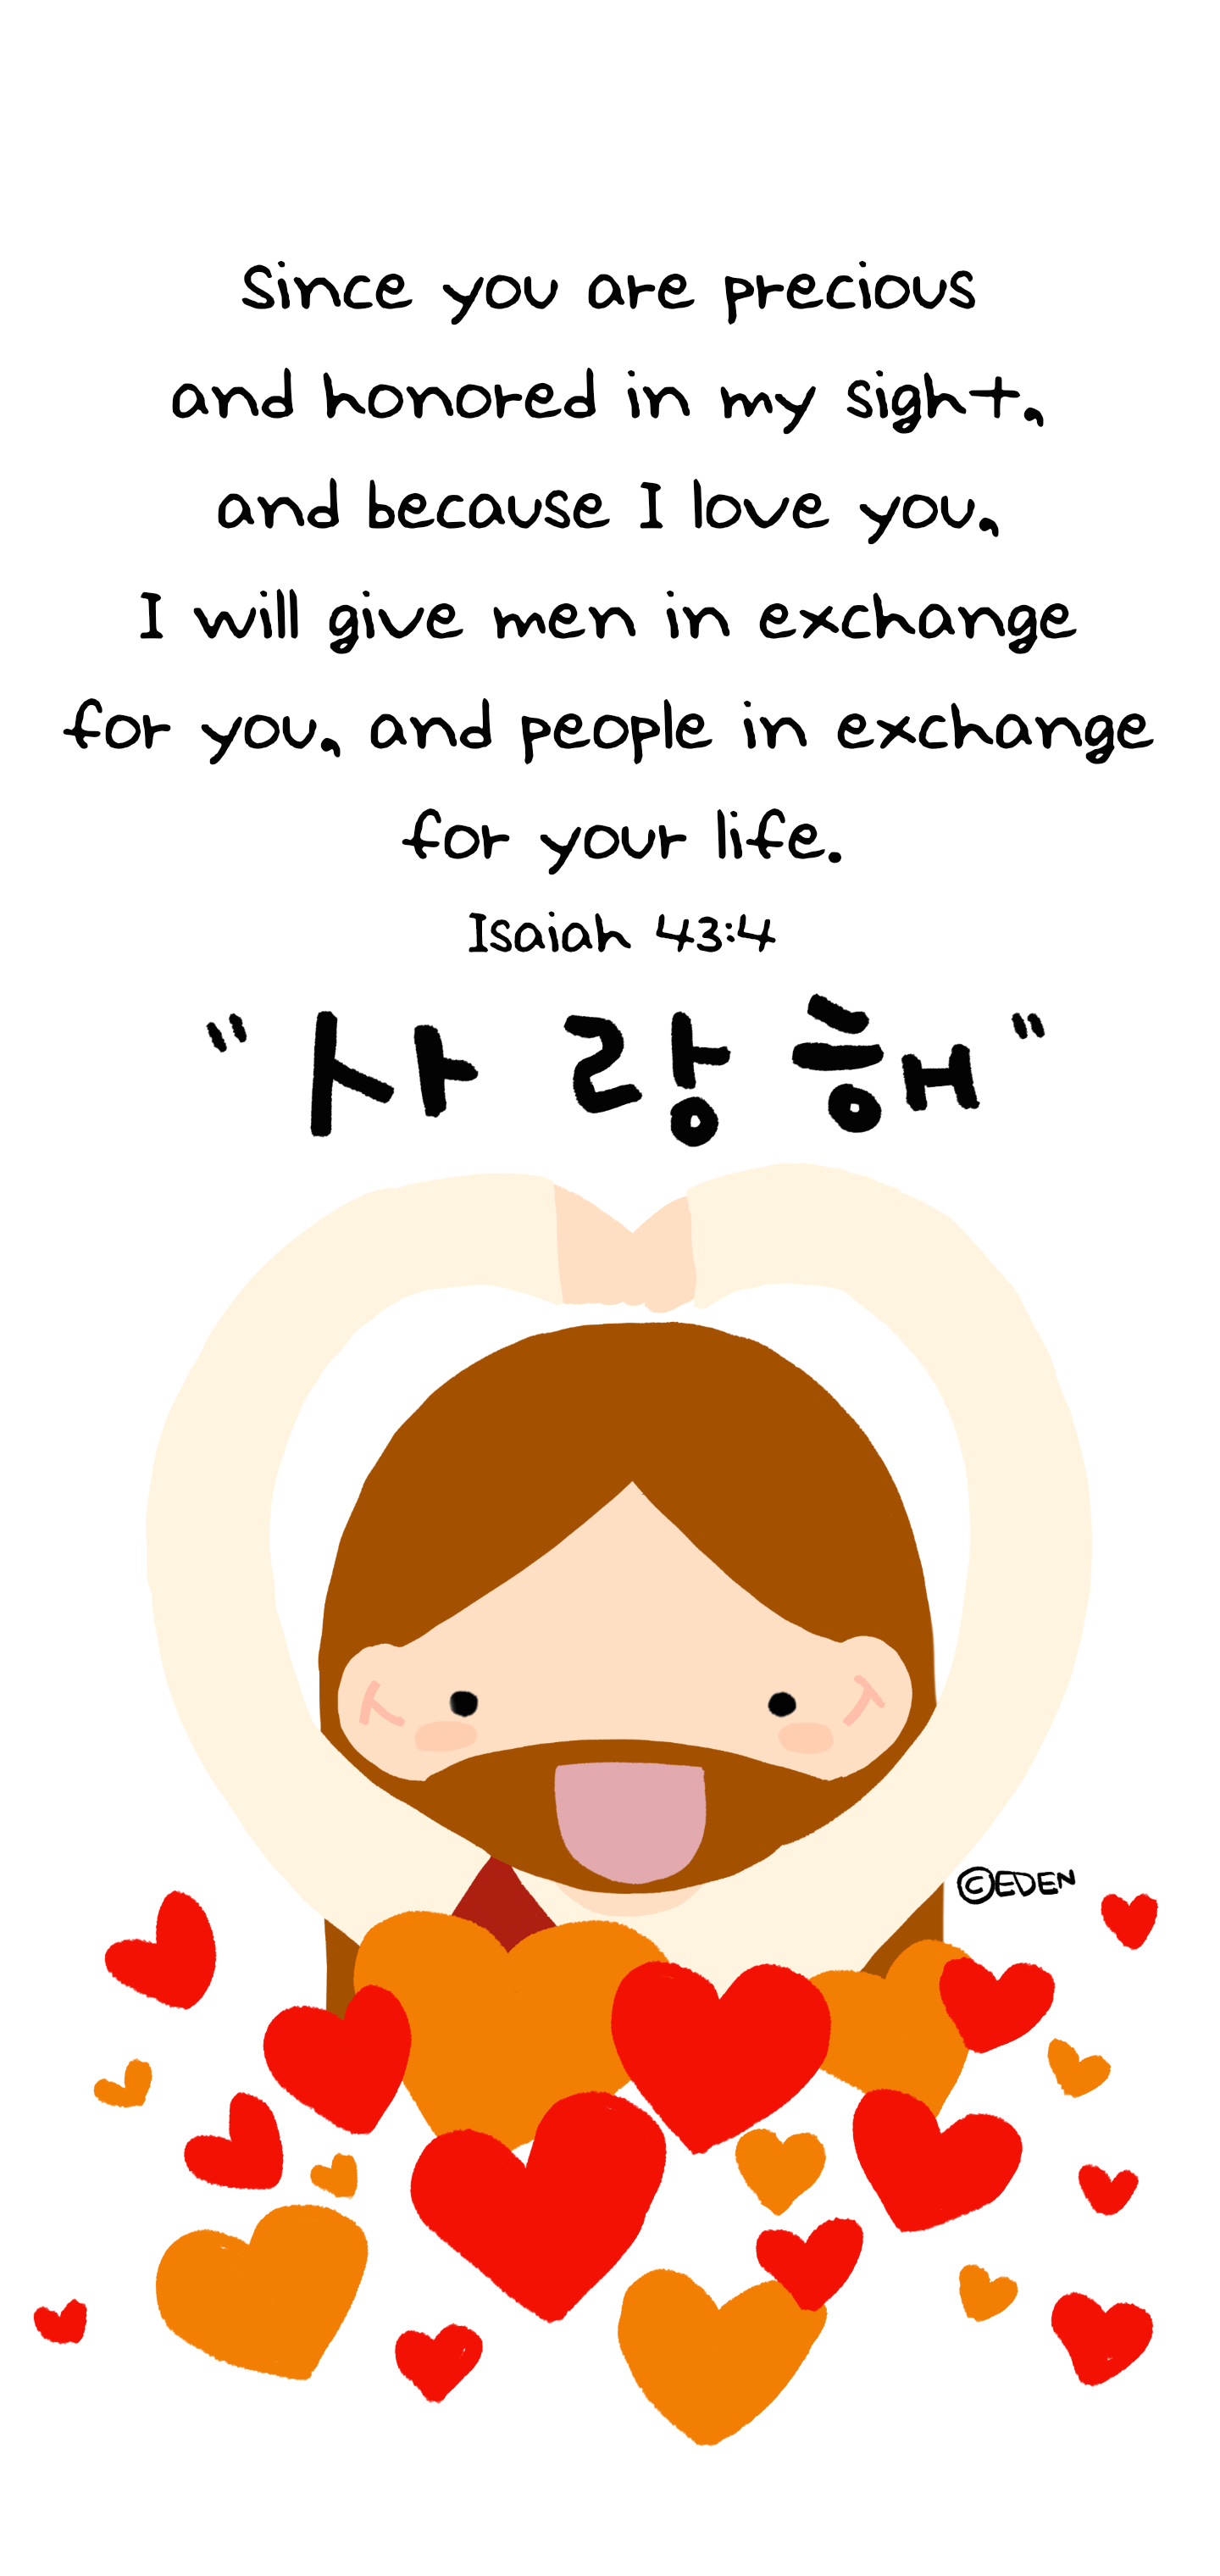 Since you are precious
and honored in my sight,
and because I love you,
I will give men in exchange
for you, and people in exchange
for your life.
Isaiah 43:4
"사랑해"
©EDEN